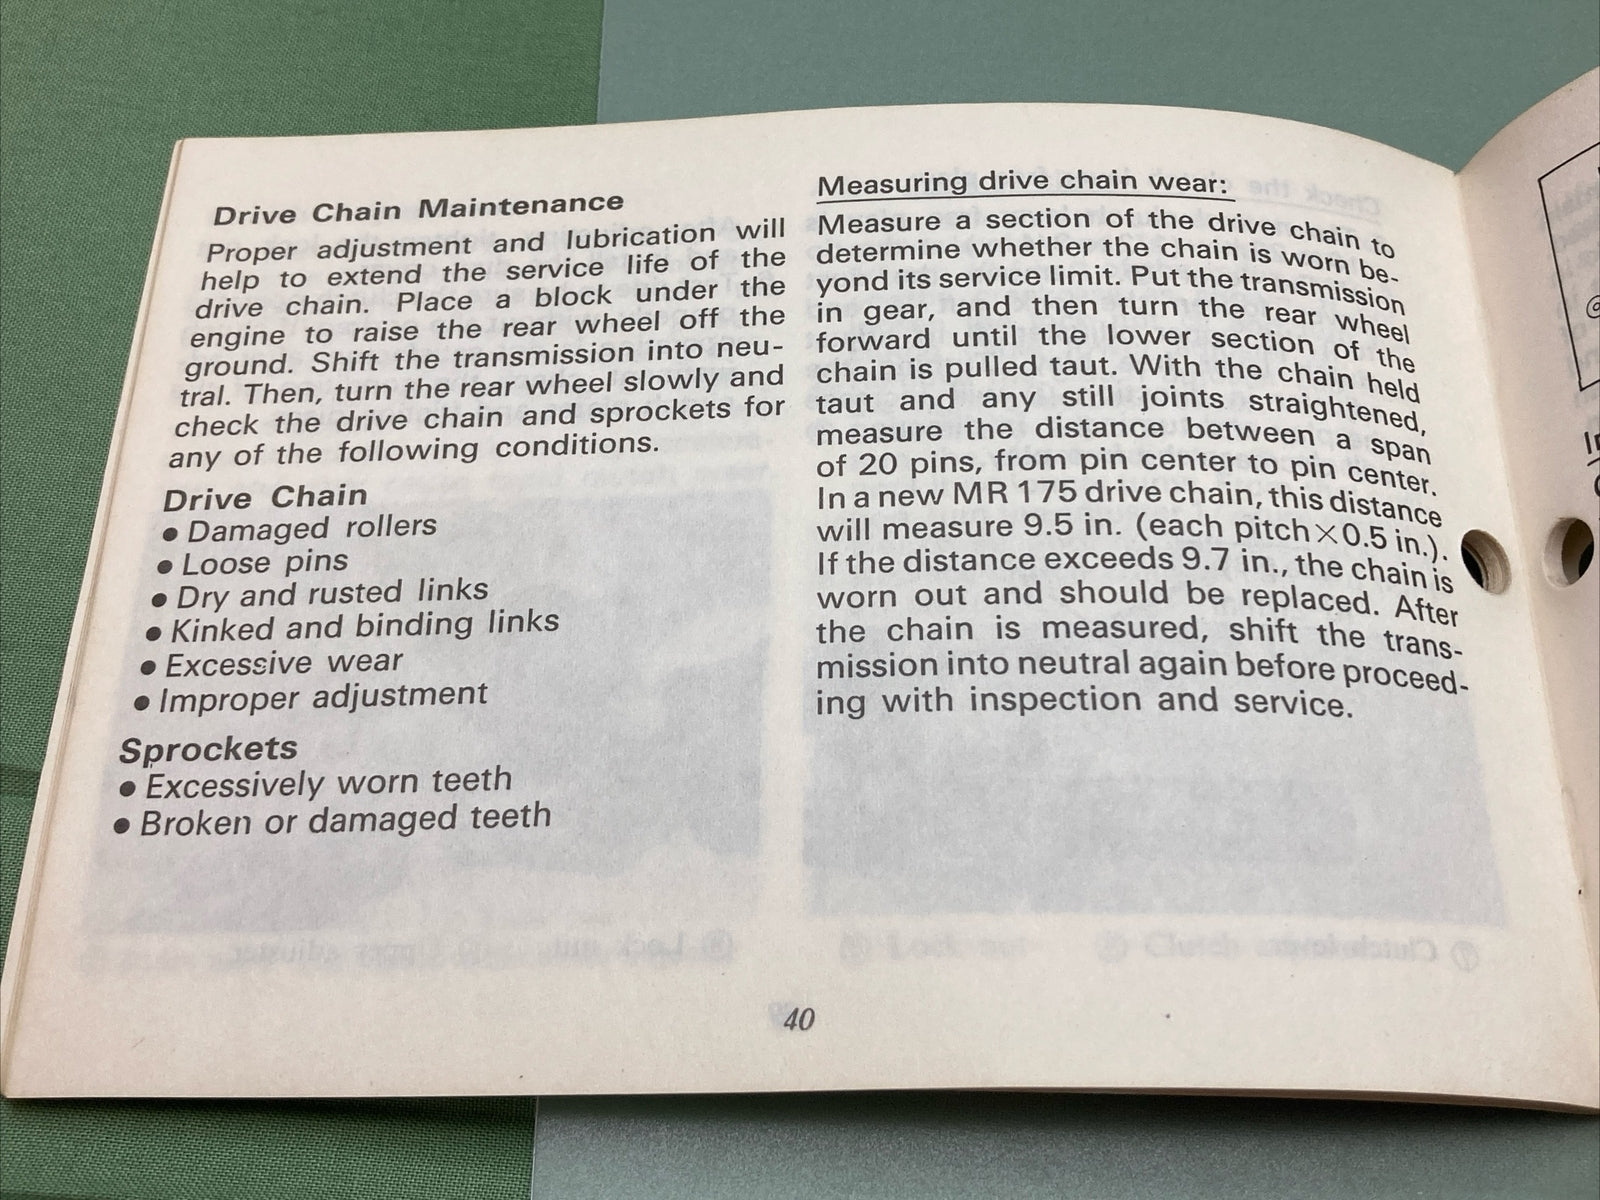 Drive Chain Maintenance
Proper adjustment and lubrication will
help to extend the service life of the
drive chain. Place a block under the
engine to raise the rear wheel off the
ground. Shift the transmission into neu-
tral. Then, turn the rear wheel slowly and
check the drive chain and sprockets for
any of the following conditions.
Drive Chain
● Damaged rollers
● Loose pins
● Dry and rusted links
● Kinked and binding links
● Excessive wear
● Improper adjustment
Sprockets
● Excessively worn teeth
● Broken or damaged teeth
Measuring drive chain wear:
Measure a section of the drive chain to
determine whether the chain is worn be-
yond its service limit. Put the transmission
in gear, and then turn the rear wheel
forward until the lower section of the
chain is pulled taut. With the chain held
taut and any still joints straightened,
measure the distance between a span
of 20 pins, from pin center to pin center.
In a new MR 175 drive chain, this distance
will measure 9.5 in. (each pitch×0.5 in.).
If the distance exceeds 9.7 in., the chain is
worn out and should be replaced. After
the chain is measured, shift the trans-
mission into neutral again before proceed-
ing with inspection and service.
40